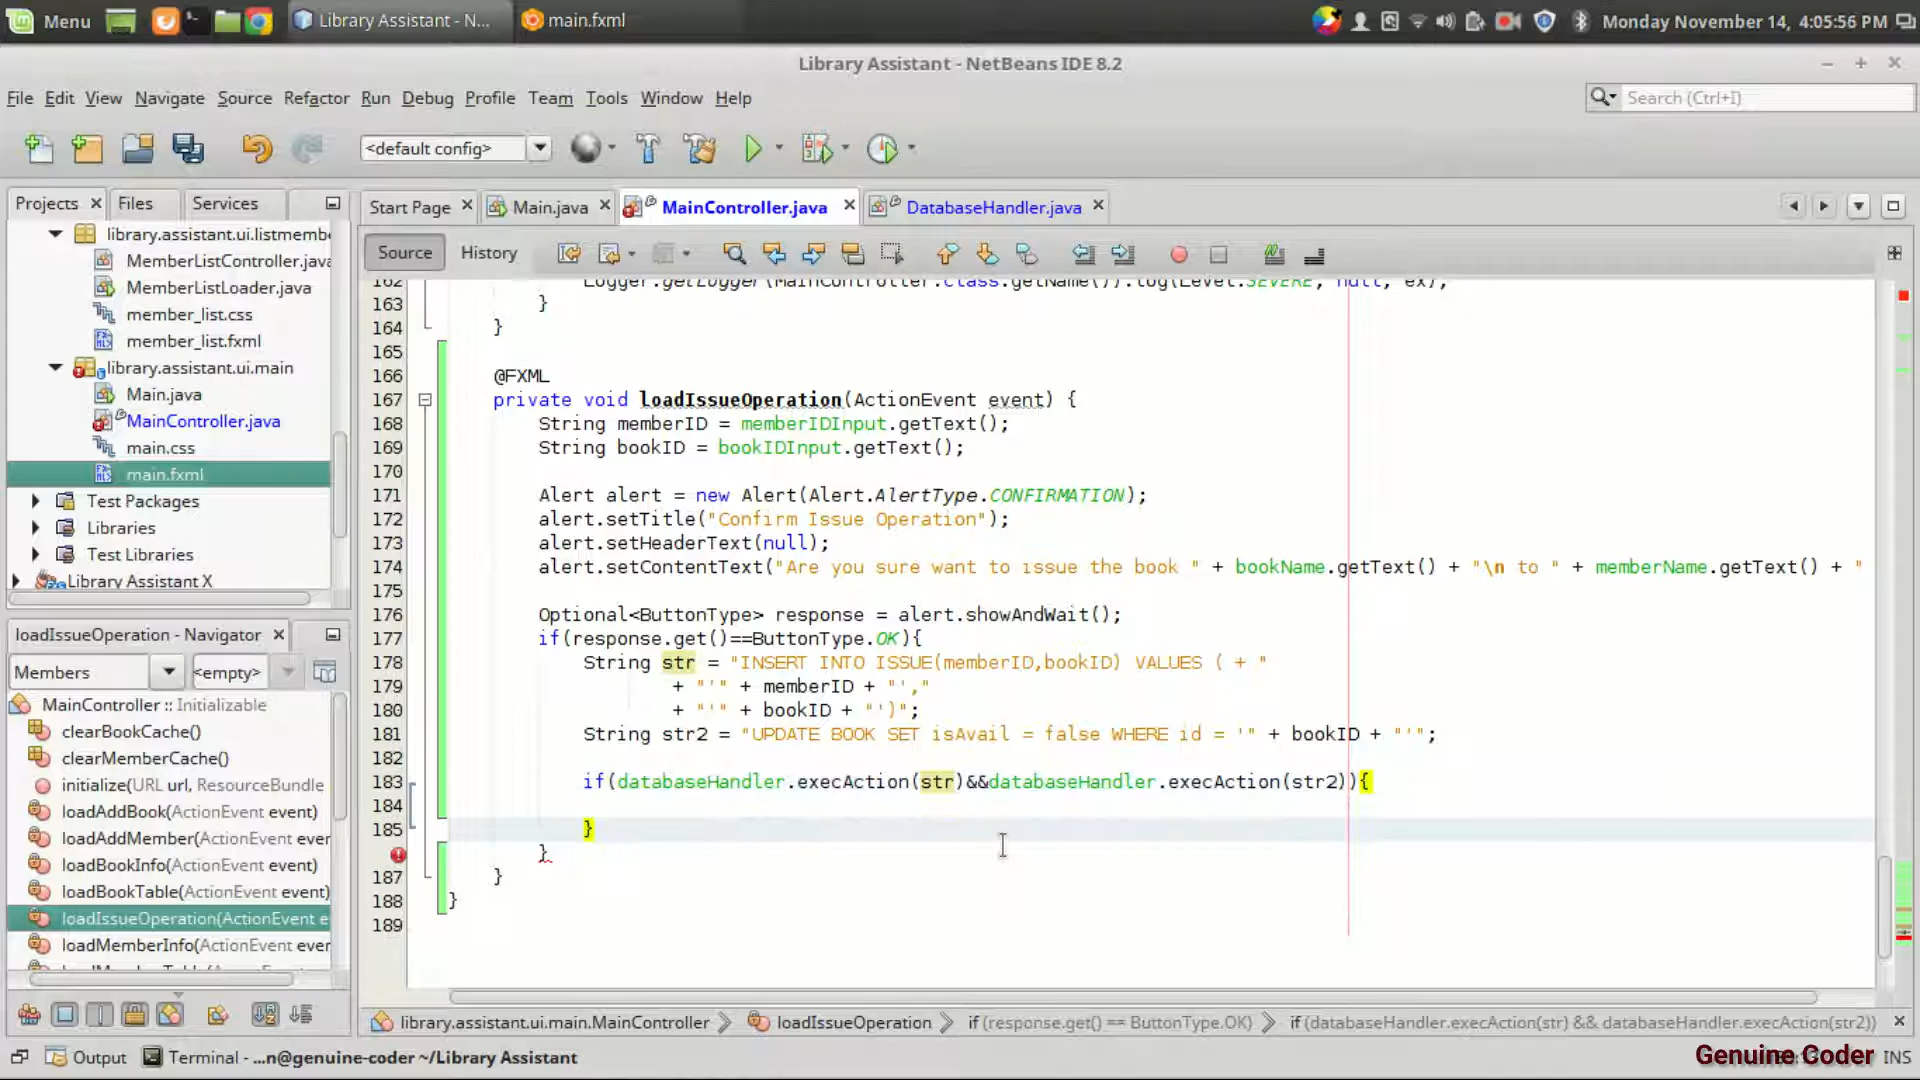 Menu
Library Assistant - N...
main.fxml
Monday November 14, 4:05:56 PM
Library Assistant - NetBeans IDE 8.2
File Edit View Navigate Source Refactor Run Debug Profile Team Tools Window Help
Search (Ctrl+I)
<default config>
Projects
Files
Services
Start Page
Main.java
MainController.java
DatabaseHandler.java
Source
History
library.assistant.ui.listmemb
MemberListController.java
MemberListLoader.java
member_list.css
member_list.fxml
library.assistant.ui.main
Main.java
MainController.java
main.css
main.fxml
Test Packages
Libraries
Test Libraries
Library Assistant X
loadIssueOperation - Navigator
Members
<empty>
MainController :: Initializable
clearBookCache()
clearMemberCache()
initialize(URL url, ResourceBundle
loadAddBook(ActionEvent event)
loadAddMember(ActionEvent event)
loadBookInfo(ActionEvent event)
loadBookTable(ActionEvent event)
loadIssueOperation(ActionEvent e
loadMemberInfo(ActionEvent ever
162 Logger.getLogger(MainController.class.getName()).log(Level.SEVERE, null, ex);
163 }
164 }
165
166 @FXML
167 private void loadIssueOperation(ActionEvent event) {
168 String memberID = memberIDInput.getText();
169 String bookID = bookIDInput.getText();
170
171 Alert alert = new Alert(Alert.AlertType.CONFIRMATION);
172 alert.setTitle("Confirm Issue Operation");
173 alert.setHeaderText(null);
174 alert.setContentText("Are you sure want to issue the book " + bookName.getText() + "\n to " + memberName.getText() + "
175
176 Optional<ButtonType> response = alert.showAndWait();
177 if(response.get()==ButtonType.OK){
178 String str = "INSERT INTO ISSUE(memberID,bookID) VALUES ( + "
179 + "'" + memberID + "',"
180 + "'" + bookID + "')";
181 String str2 = "UPDATE BOOK SET isAvail = false WHERE id = '" + bookID + "'";
182
183 if(databaseHandler.execAction(str)&&databaseHandler.execAction(str2)){
184
185 }
}
187 }
188 }
189
library.assistant.ui.main.MainController
loadIssueOperation
if (response.get() == ButtonType.OK)
if (databaseHandler.execAction(str) && databaseHandler.execAction(str2))
Output
Terminal - ...n@genuine-coder ~/Library Assistant
Genuine Coder
INS